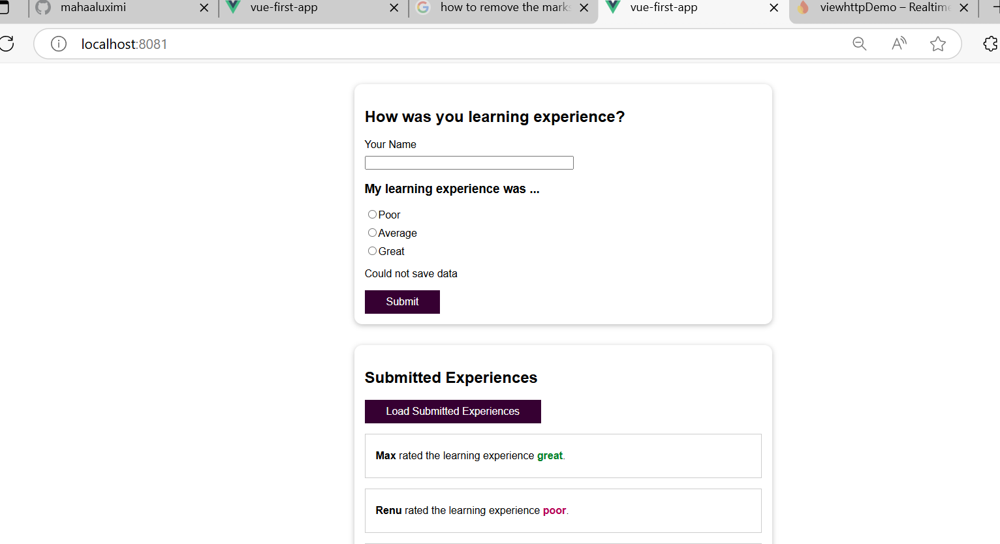 mahaaluximi
vue-first-app
how to remove the marks
vue-first-app
viewhttpDemo – Realtime
localhost:8081
How was you learning experience?
Your Name
My learning experience was ...
Poor
Average
Great
Could not save data
Submit
Submitted Experiences
Load Submitted Experiences
Max rated the learning experience great.
Renu rated the learning experience poor.